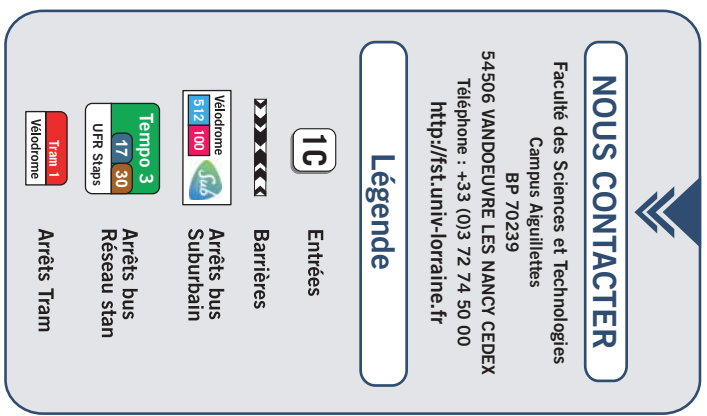 NOUS CONTACTER
Faculté des Sciences et Technologies
Campus Aiguillettes
BP 70239
54506 VANDOEUVRE LES NANCY CEDEX
Téléphone : +33 (0)3 72 74 50 00
http://fst.univ-lorraine.fr
Légende
1C
Entrées
Barrières
Vélodrome
512 100 Sub
Arrêts bus
Suburbain
Tempo 3
17 30
UFR Staps
Arrêts bus
Réseau stan
Tram 1
Vélodrome
Arrêts Tram